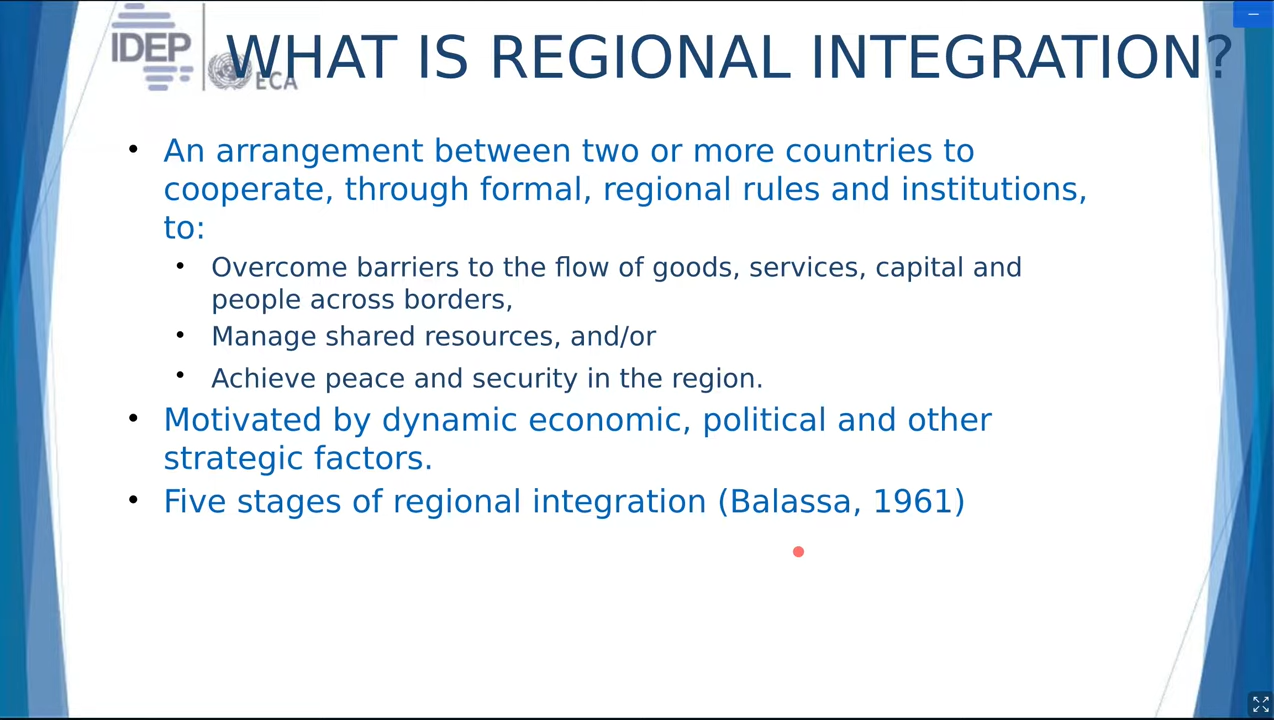 IDEP
ECA
WHAT IS REGIONAL INTEGRATION?
• An arrangement between two or more countries to
cooperate, through formal, regional rules and institutions,
to:
• Overcome barriers to the flow of goods, services, capital and
people across borders,
• Manage shared resources, and/or
• Achieve peace and security in the region.
• Motivated by dynamic economic, political and other
strategic factors.
• Five stages of regional integration (Balassa, 1961)